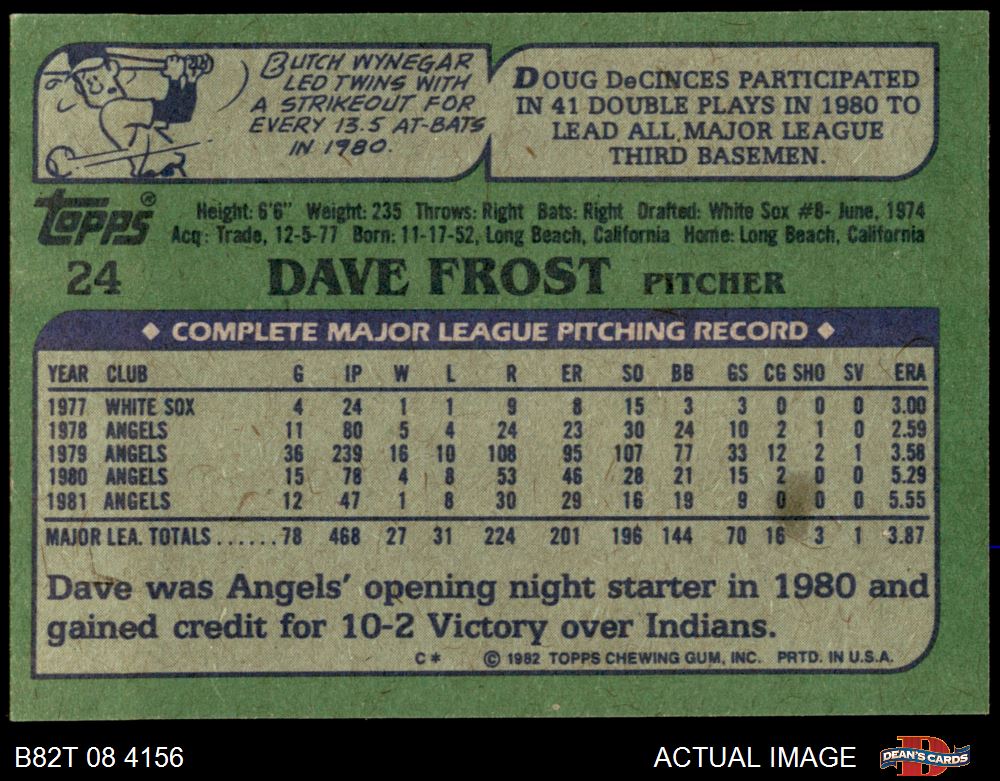 BUTCH WYNEGAR
LED TWINS WITH
A STRIKEOUT FOR
EVERY 13.5 AT-BATS
IN 1980.
DOUG DeCINCES PARTICIPATED
IN 41 DOUBLE PLAYS IN 1980 TO
LEAD ALL MAJOR LEAGUE
THIRD BASEMEN.
topps®
Height: 6'6" Weight: 235 Throws: Right Bats: Right Drafted: White Sox #8- June, 1974
Acq: Trade, 12-5-77 Born: 11-17-52, Long Beach, California Home: Long Beach, California
24 DAVE FROST PITCHER
◆ COMPLETE MAJOR LEAGUE PITCHING RECORD ◆
YEAR CLUB G IP W L R ER SO BB GS CG SHO SV ERA
1977 WHITE SOX 4 24 1 1 9 8 15 3 3 0 0 0 3.00
1978 ANGELS 11 80 5 4 24 23 30 24 10 2 1 0 2.59
1979 ANGELS 36 239 16 10 108 95 107 77 33 12 2 1 3.58
1980 ANGELS 15 78 4 8 53 46 28 21 15 2 0 0 5.29
1981 ANGELS 12 47 1 8 30 29 16 19 9 0 0 0 5.55
MAJOR LEA. TOTALS......78 468 27 31 224 201 196 144 70 16 3 1 3.87
Dave was Angels' opening night starter in 1980 and
gained credit for 10-2 Victory over Indians.
C* © 1982 TOPPS CHEWING GUM, INC. PRTD. IN U.S.A.
B82T 08 4156
ACTUAL IMAGE
DEAN'S CARDS